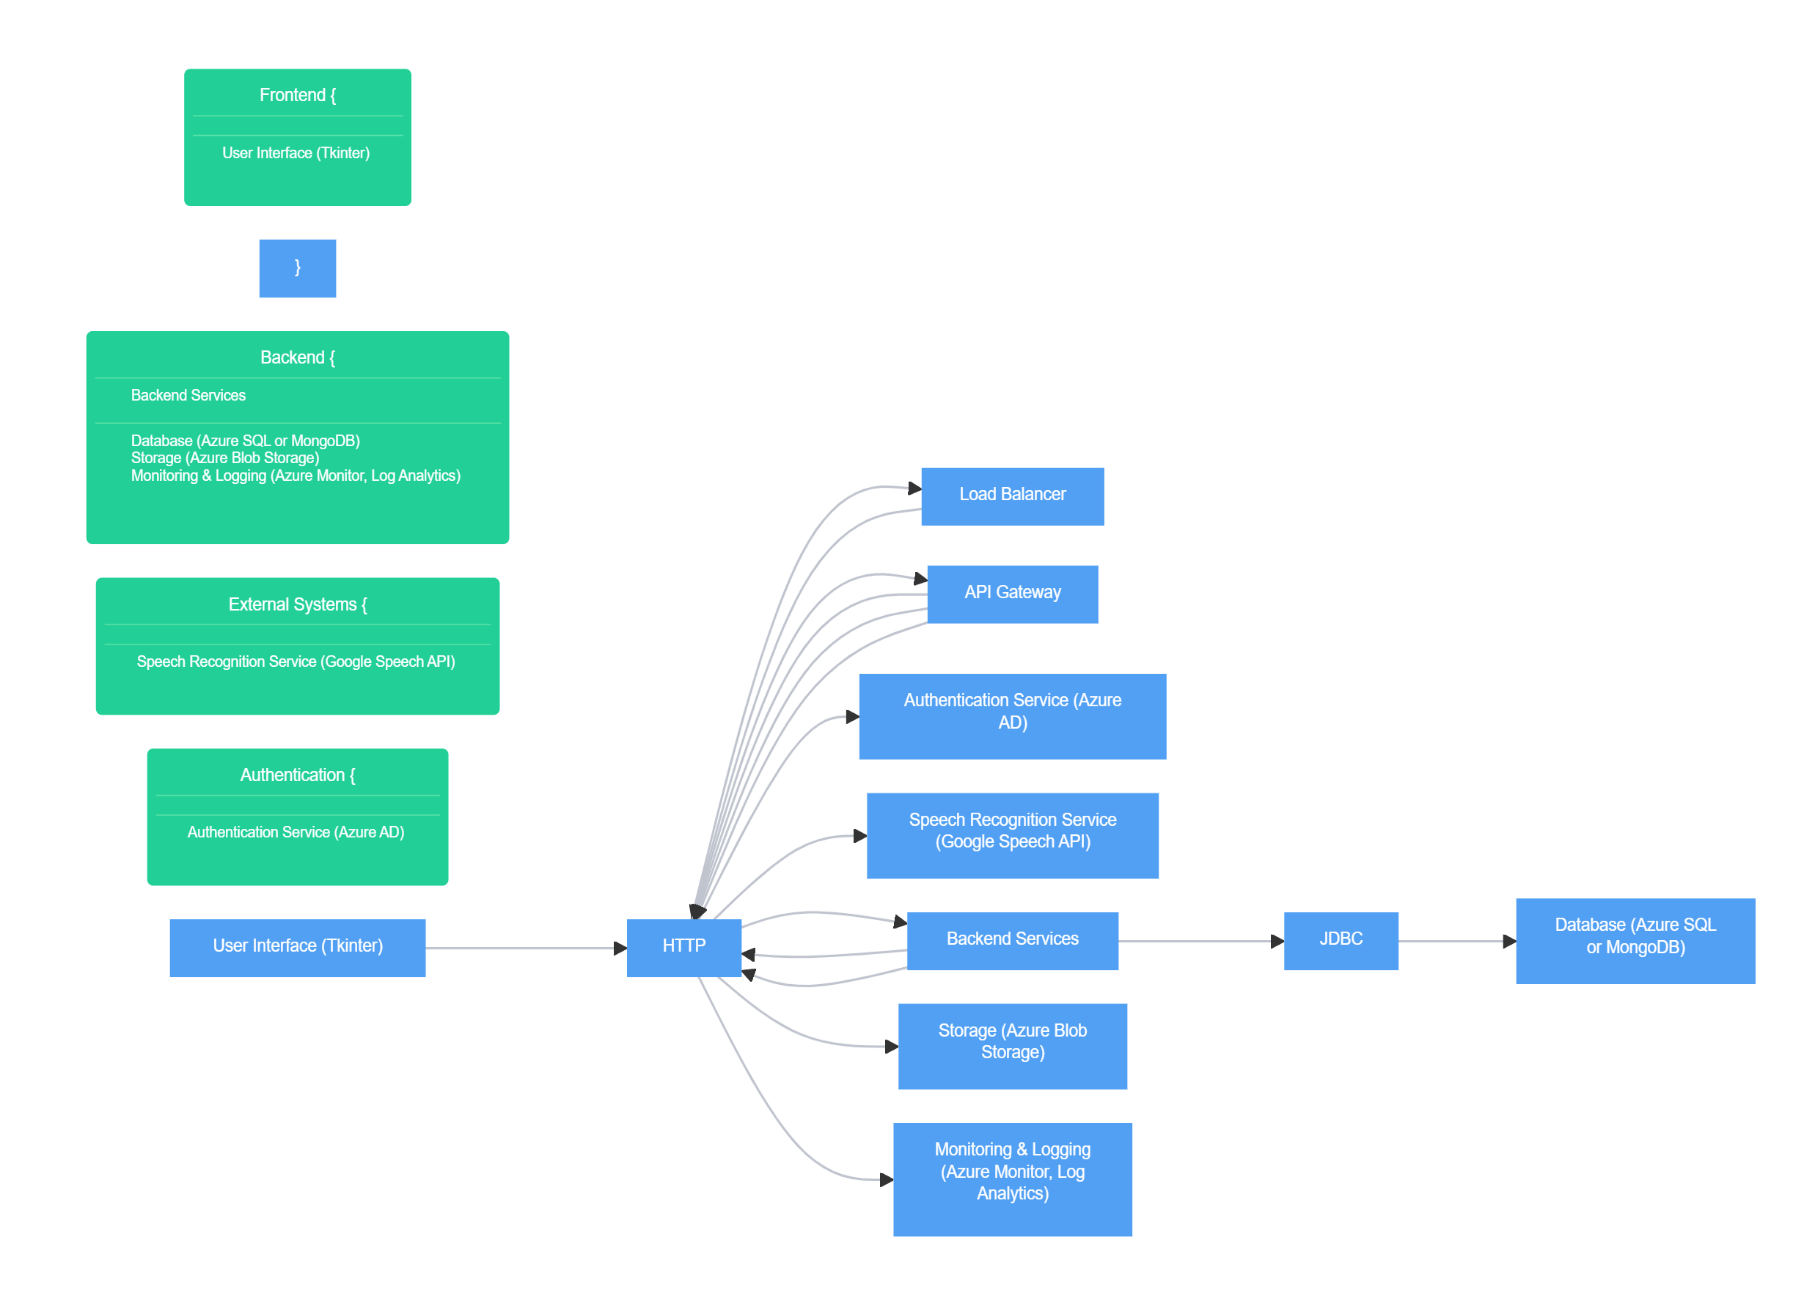 Frontend {
User Interface (Tkinter)
}
Backend {
Backend Services
Database (Azure SQL or MongoDB)
Storage (Azure Blob Storage)
Monitoring & Logging (Azure Monitor, Log Analytics)
External Systems {
Speech Recognition Service (Google Speech API)
Authentication {
Authentication Service (Azure AD)
User Interface (Tkinter)
HTTP
Load Balancer
API Gateway
Authentication Service (Azure
AD)
Speech Recognition Service
(Google Speech API)
Backend Services
JDBC
Database (Azure SQL
or MongoDB)
Storage (Azure Blob
Storage)
Monitoring & Logging
(Azure Monitor, Log
Analytics)